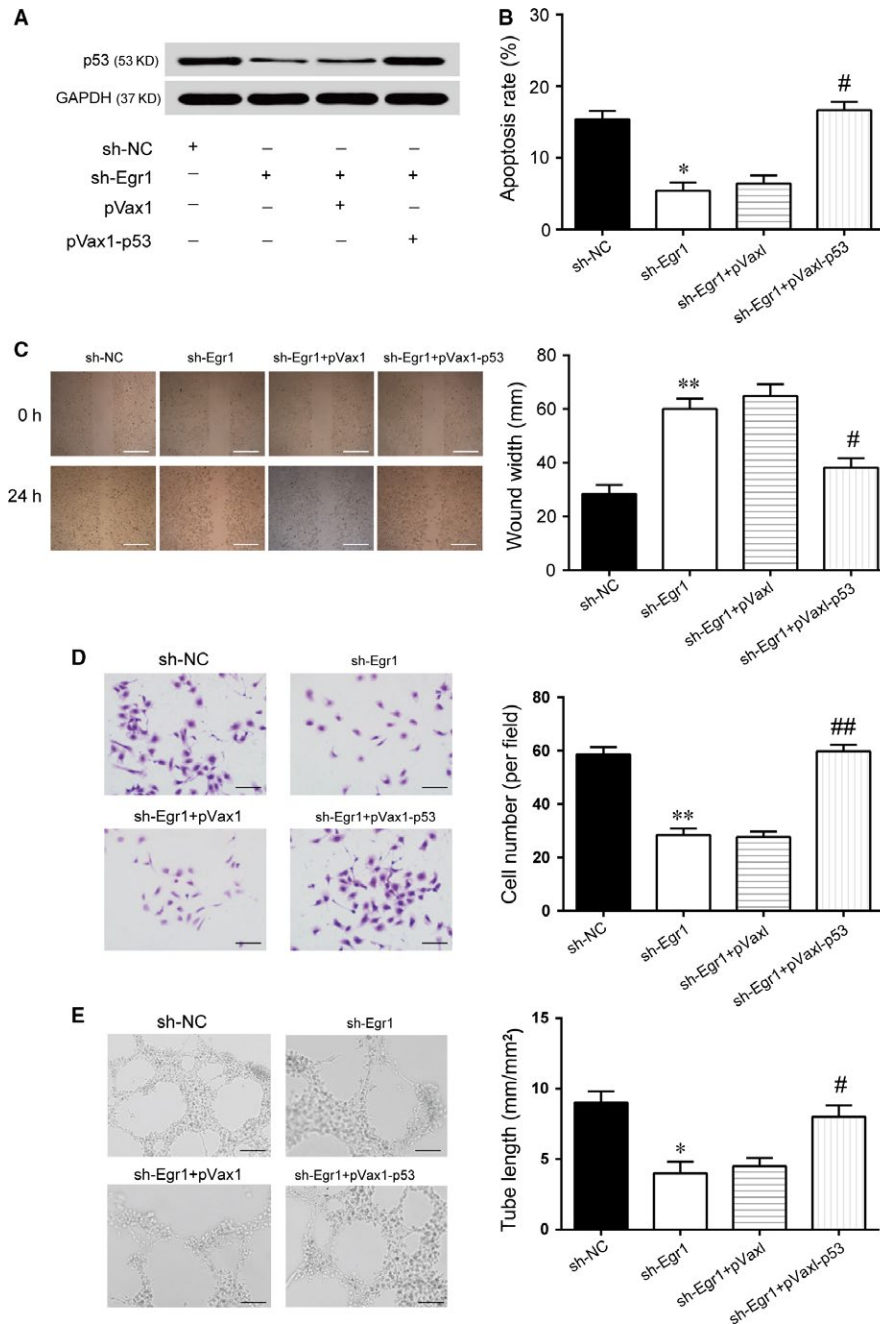 A
p53 (53 KD)
GAPDH (37 KD)
sh-NC + – – –
sh-Egr1 – + + +
pVax1 – – + –
pVax1-p53 – – – +
B
Apoptosis rate (%)
30
20
10
0
*
#
sh-NC
sh-Egr1
sh-Egr1+pVaxl
sh-Egr1+pVaxl-p53
C
sh-NC sh-Egr1 sh-Egr1+pVax1 sh-Egr1+pVax1-p53
0 h
24 h
Wound width (mm)
80
60
40
20
0
**
#
sh-NC
sh-Egr1
sh-Egr1+pVaxl
sh-Egr1+pVaxl-p53
D
sh-NC sh-Egr1
sh-Egr1+pVax1 sh-Egr1+pVax1-p53
Cell number (per field)
80
60
40
20
0
**
##
sh-NC
sh-Egr1
sh-Egr1+pVaxl
sh-Egr1+pVaxl-p53
E
sh-NC sh-Egr1
sh-Egr1+pVax1 sh-Egr1+pVax1-p53
Tube length (mm/mm²)
15
10
5
0
*
#
sh-NC
sh-Egr1
sh-Egr1+pVaxl
sh-Egr1+pVaxl-p53